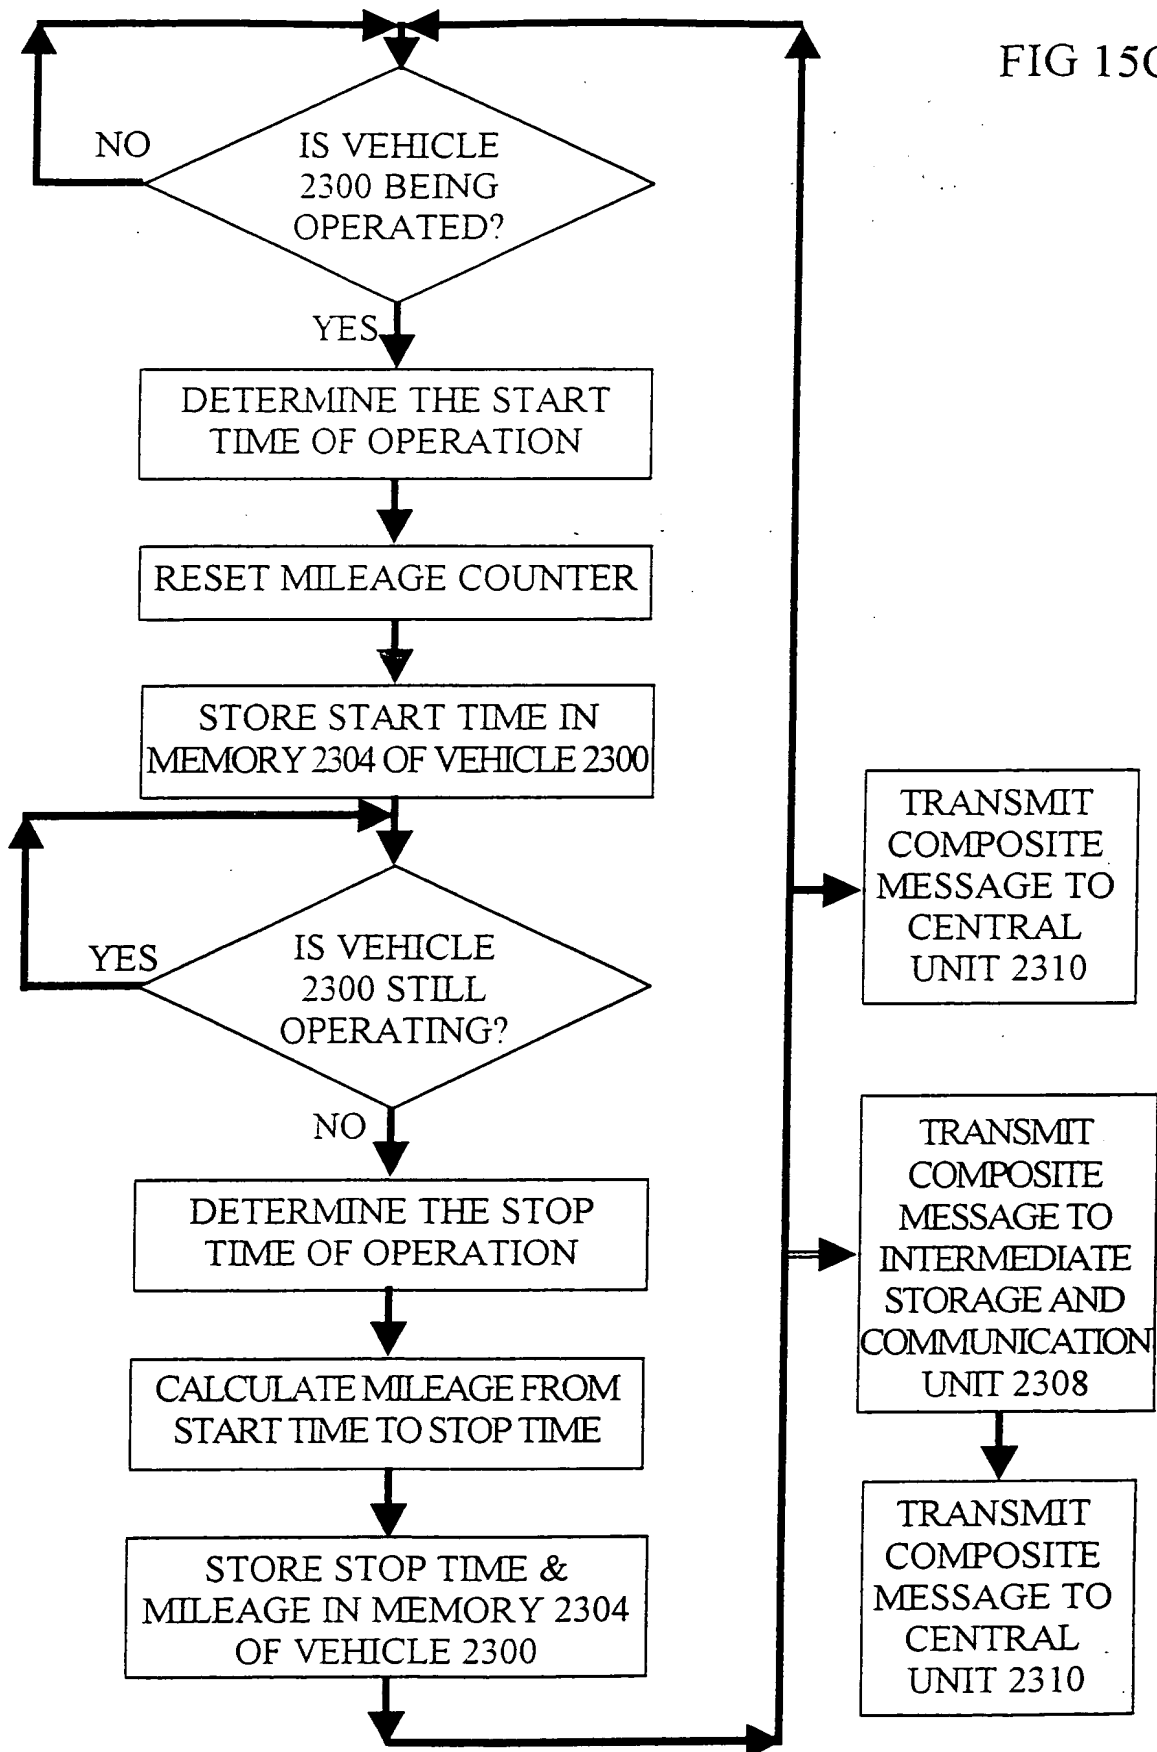 FIG 15C
NO
IS VEHICLE
2300 BEING
OPERATED?
YES
DETERMINE THE START
TIME OF OPERATION
RESET MILEAGE COUNTER
STORE START TIME IN
MEMORY 2304 OF VEHICLE 2300
YES
IS VEHICLE
2300 STILL
OPERATING?
NO
DETERMINE THE STOP
TIME OF OPERATION
CALCULATE MILEAGE FROM
START TIME TO STOP TIME
STORE STOP TIME &
MILEAGE IN MEMORY 2304
OF VEHICLE 2300
TRANSMIT
COMPOSITE
MESSAGE TO
CENTRAL
UNIT 2310
TRANSMIT
COMPOSITE
MESSAGE TO
INTERMEDIATE
STORAGE AND
COMMUNICATION
UNIT 2308
TRANSMIT
COMPOSITE
MESSAGE TO
CENTRAL
UNIT 2310